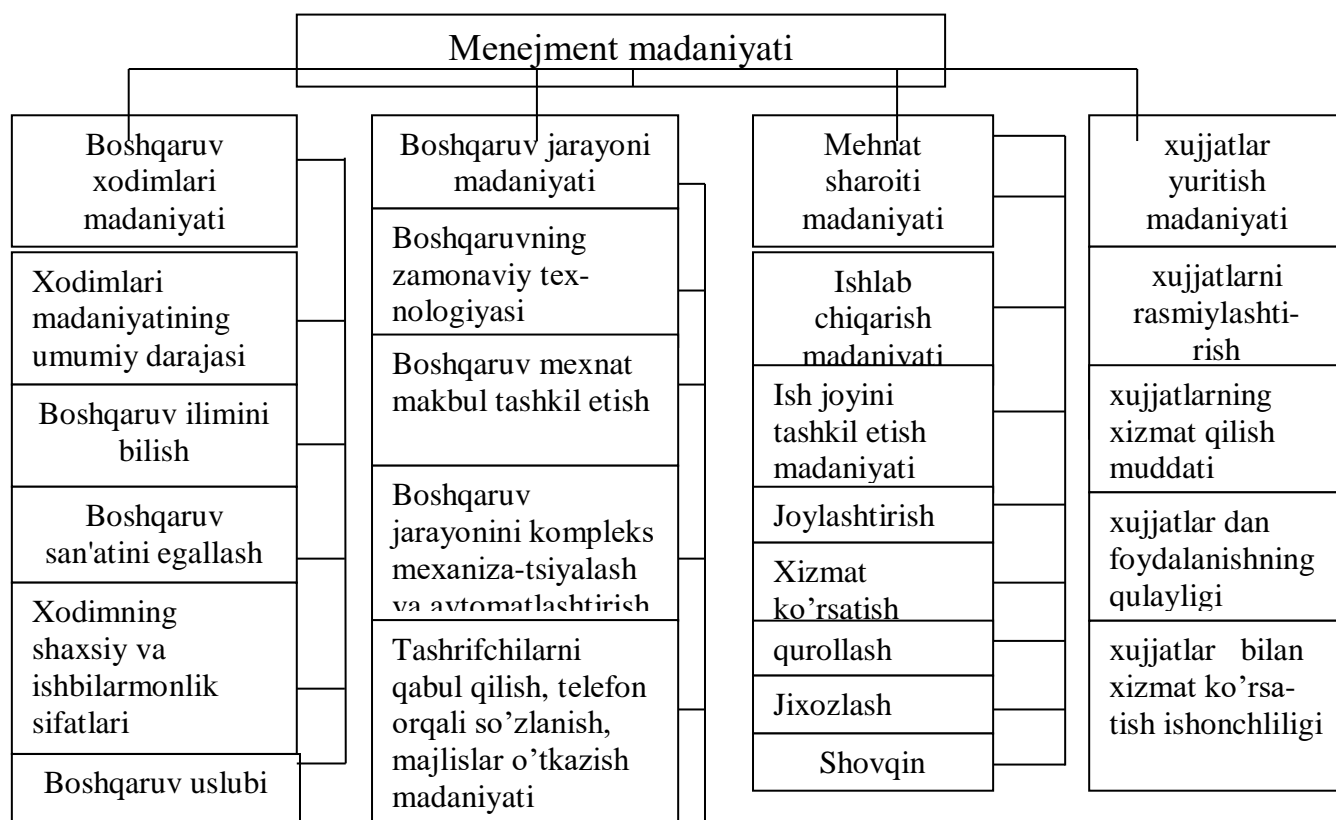 Menejment madaniyati
Boshqaruv
xodimlari
madaniyati
Xodimlari
madaniyatining
umumiy darajasi
Boshqaruv ilimini
bilish
Boshqaruv
san'atini egallash
Xodimning
shaxsiy va
ishbilarmonlik
sifatlari
Boshqaruv uslubi
Boshqaruv jarayoni
madaniyati
Boshqaruvning
zamonaviy tex-
nologiyasi
Boshqaruv mexnat
makbul tashkil etish
Boshqaruv
jarayonini kompleks
mexaniza-tsiyalash
va avtomatlashtirish
Tashrifchilarni
qabul qilish, telefon
orqali so’zlanish,
majlislar o’tkazish
madaniyati
Mehnat
sharoiti
madaniyati
Ishlab
chiqarish
madaniyati
Ish joyini
tashkil etish
madaniyati
Joylashtirish
Xizmat
ko’rsatish
qurollash
Jixozlash
Shovqin
xujjatlar
yuritish
madaniyati
xujjatlarni
rasmiylashti-
rish
xujjatlarning
xizmat qilish
muddati
xujjatlar dan
foydalanishning
qulayligi
xujjatlar bilan
xizmat ko’rsa-
tish ishonchliligi